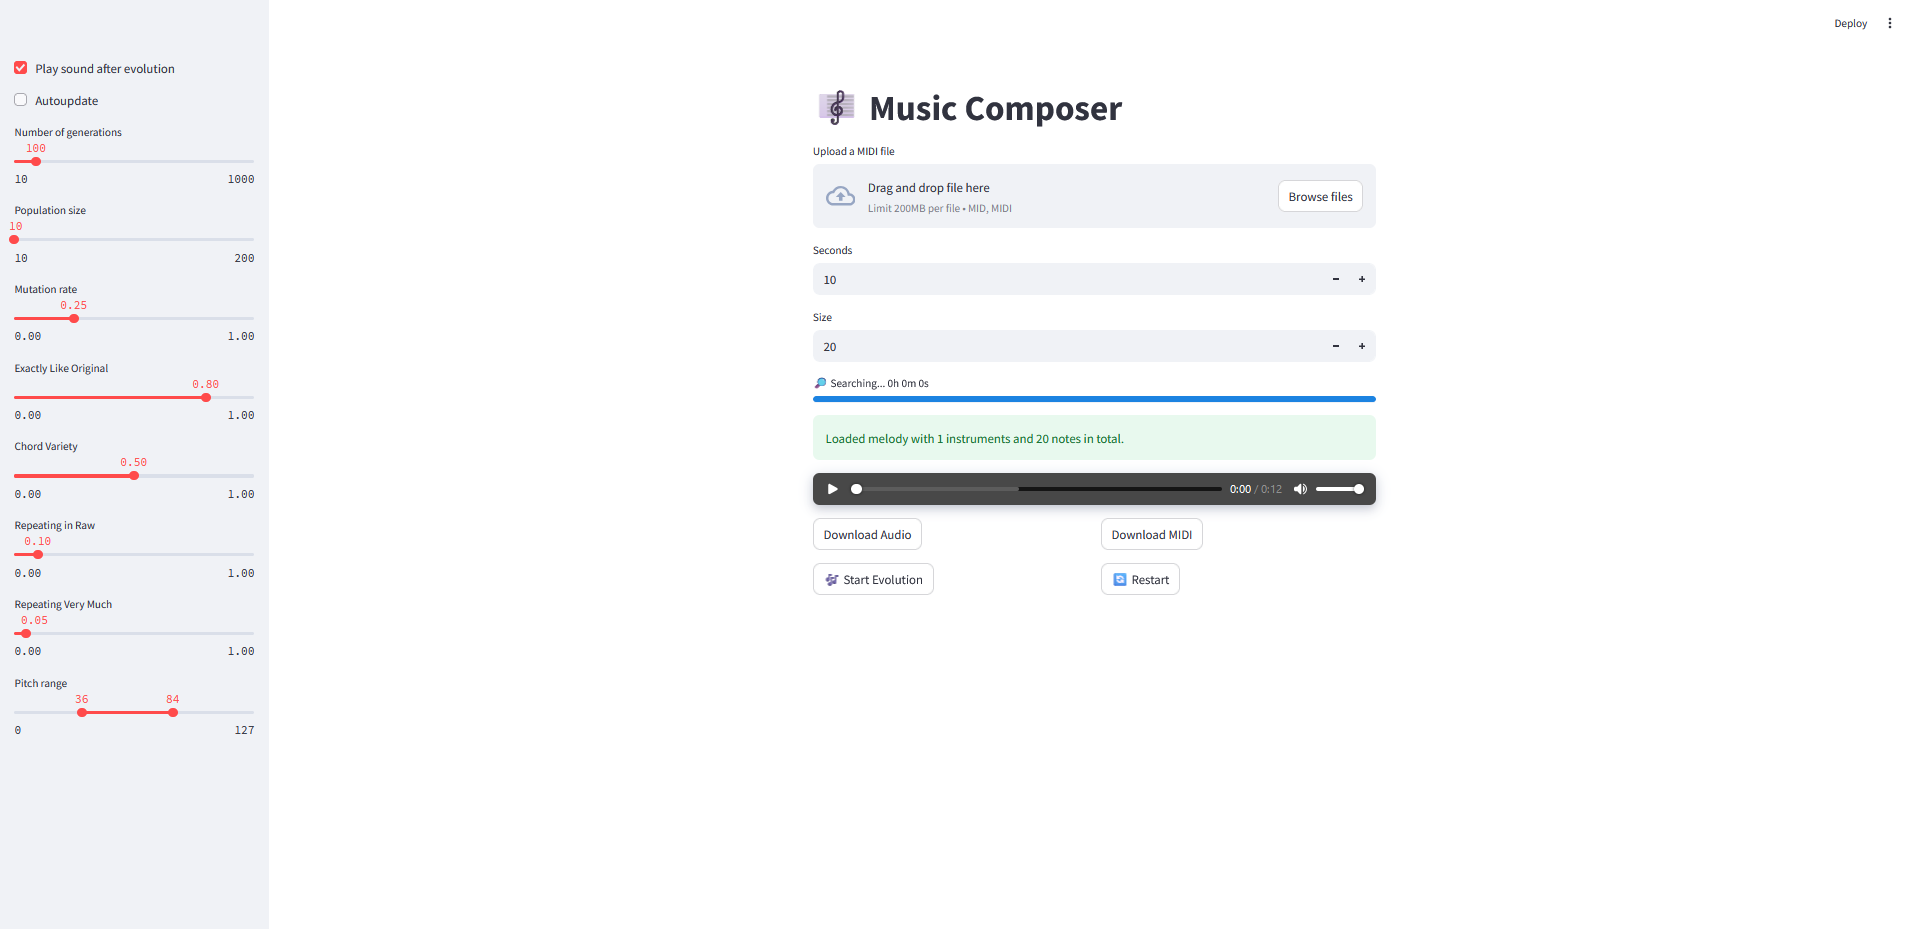 Deploy
Play sound after evolution
Autoupdate
Number of generations
100
10 1000
Population size
10
10 200
Mutation rate
0.25
0.00 1.00
Exactly Like Original
0.80
0.00 1.00
Chord Variety
0.50
0.00 1.00
Repeating in Raw
0.10
0.00 1.00
Repeating Very Much
0.05
0.00 1.00
Pitch range
36 84
0 127
Music Composer
Upload a MIDI file
Drag and drop file here
Limit 200MB per file • MID, MIDI
Browse files
Seconds
10 - +
Size
20 - +
Searching... 0h 0m 0s
Loaded melody with 1 instruments and 20 notes in total.
0:00 / 0:12
Download Audio Download MIDI
Start Evolution Restart